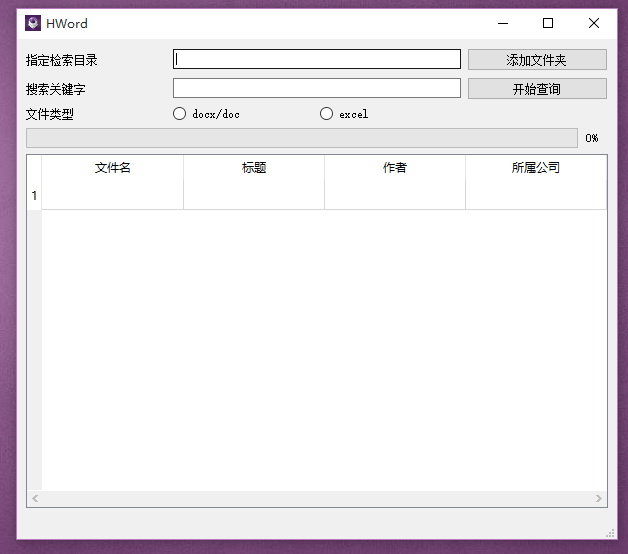 HWord
指定检索目录 添加文件夹
搜索关键字 开始查询
文件类型 docx/doc excel
0%
文件名 标题 作者 所属公司
1